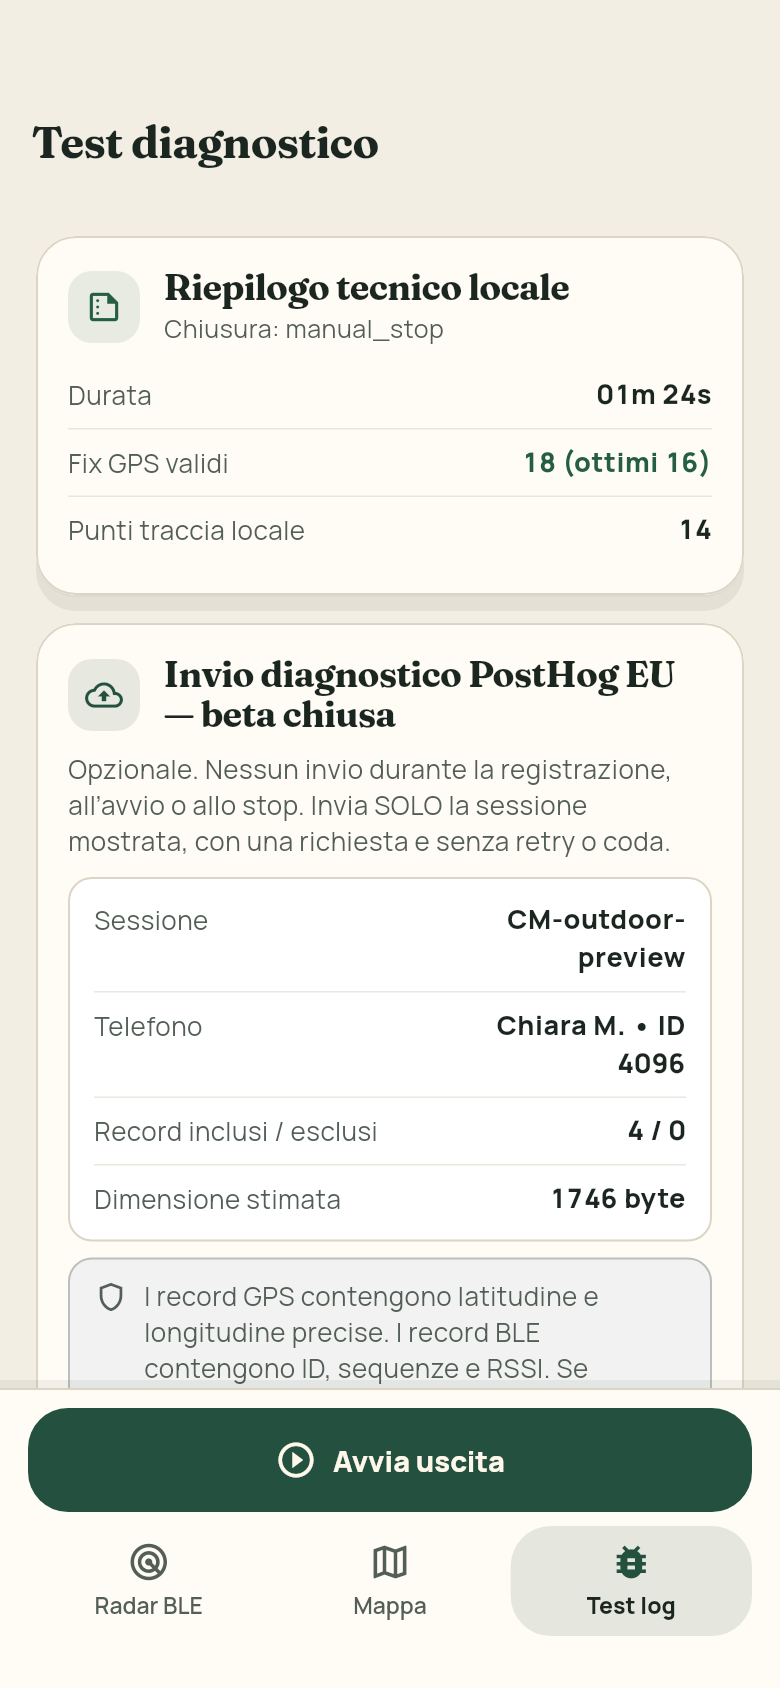 Test diagnostico
Riepilogo tecnico locale
Chiusura: manual_stop
Durata 01m 24s
Fix GPS validi 18 (ottimi 16)
Punti traccia locale 14
Invio diagnostico PostHog EU
— beta chiusa
Opzionale. Nessun invio durante la registrazione,
all’avvio o allo stop. Invia SOLO la sessione
mostrata, con una richiesta e senza retry o coda.
Sessione CM-outdoor-
preview
Telefono Chiara M. • ID
4096
Record inclusi / esclusi 4 / 0
Dimensione stimata 1746 byte
I record GPS contengono latitudine e
longitudine precise. I record BLE
contengono ID, sequenze e RSSI. Se
Avvia uscita
Radar BLE Mappa Test log